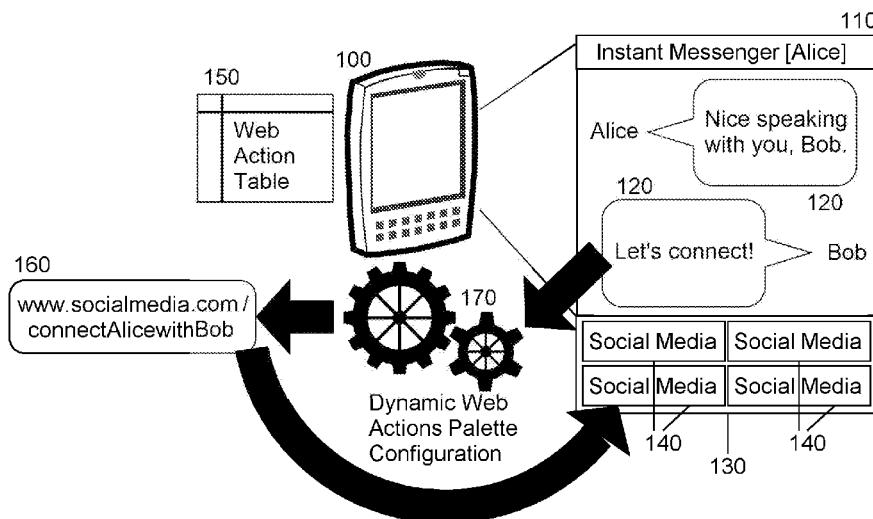 110
Instant Messenger [Alice]
100
150
Web
Action
Table
Alice
Nice speaking
with you, Bob.
120
120
Let's connect!
Bob
160
www.socialmedia.com/
connectAlicewithBob
170
Dynamic Web
Actions Palette
Configuration
Social Media
Social Media
Social Media
Social Media
140
140
130